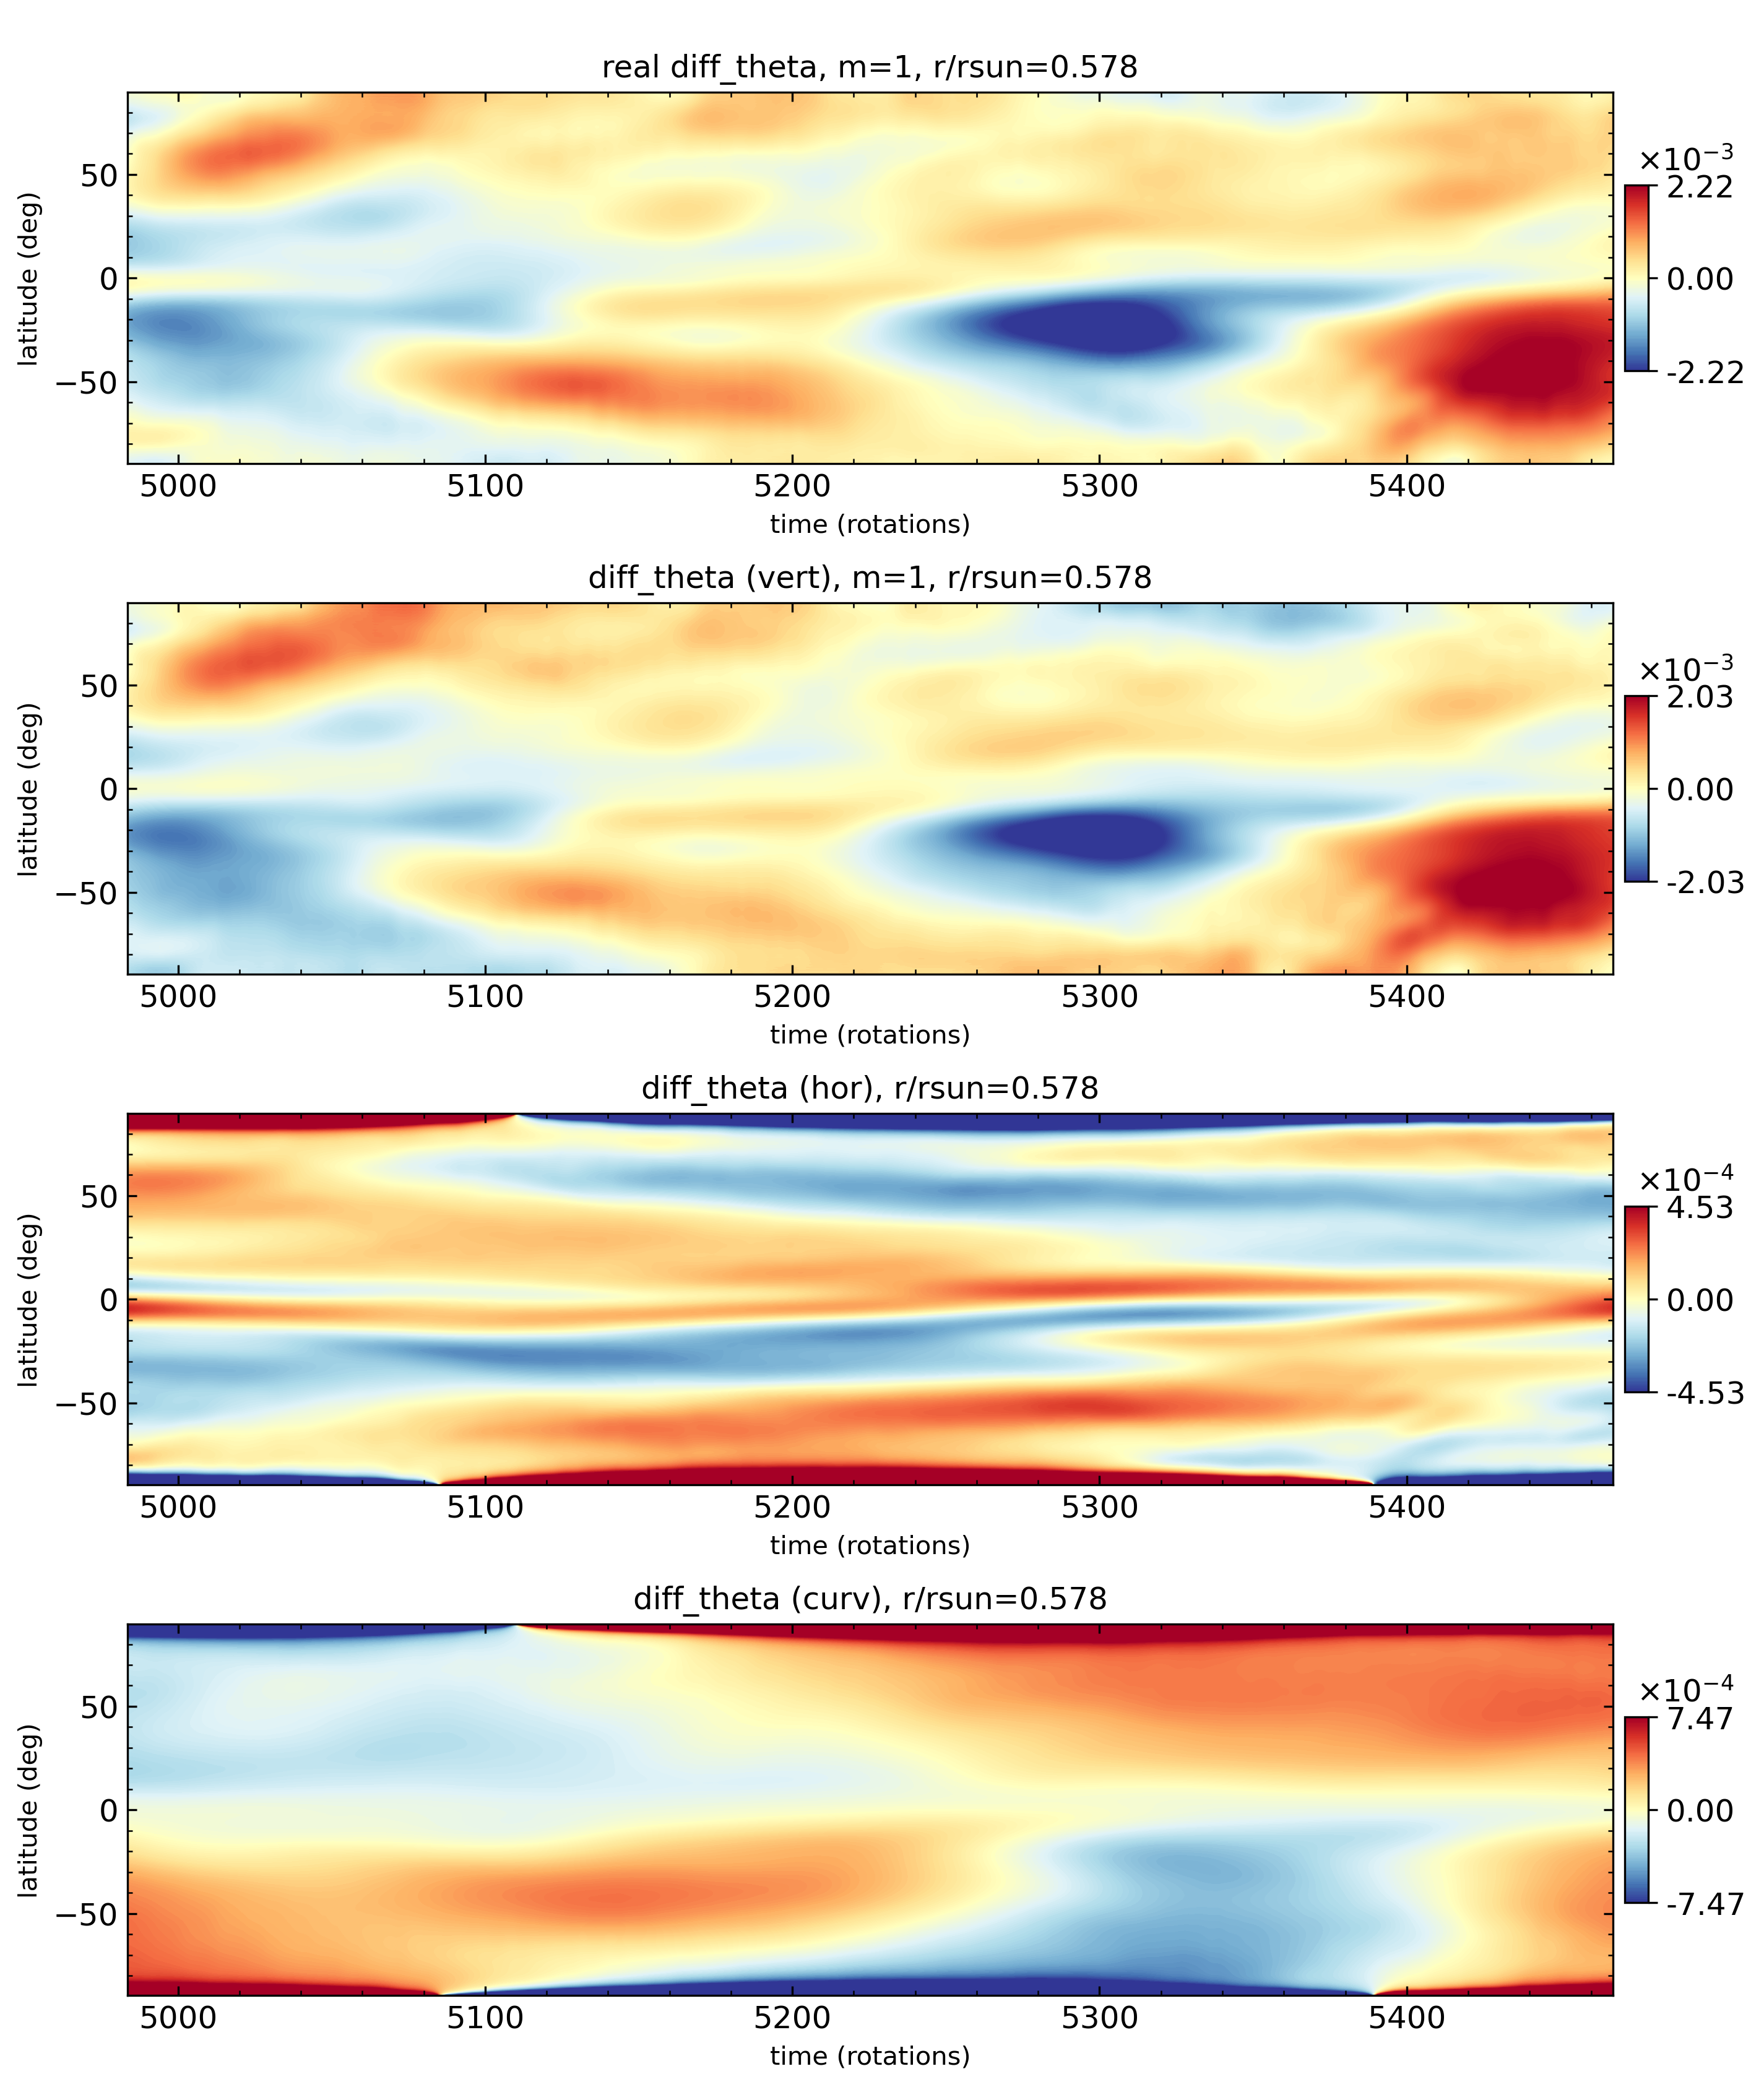 real diff_theta, m=1, r/rsun=0.578
×10⁻³
2.22
0.00
-2.22
latitude (deg)
50
0
−50
5000 5100 5200 5300 5400
time (rotations)
diff_theta (vert), m=1, r/rsun=0.578
×10⁻³
2.03
0.00
-2.03
latitude (deg)
50
0
−50
5000 5100 5200 5300 5400
time (rotations)
diff_theta (hor), r/rsun=0.578
×10⁻⁴
4.53
0.00
-4.53
latitude (deg)
50
0
−50
5000 5100 5200 5300 5400
time (rotations)
diff_theta (curv), r/rsun=0.578
×10⁻⁴
7.47
0.00
-7.47
latitude (deg)
50
0
−50
5000 5100 5200 5300 5400
time (rotations)